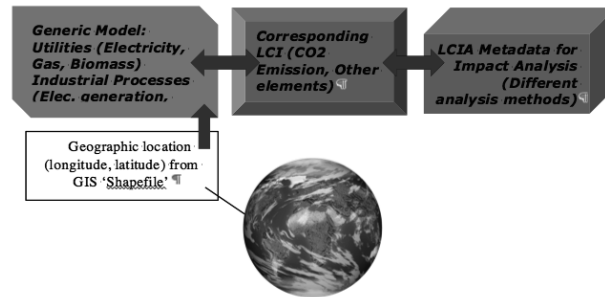 Generic Model:
Utilities (Electricity,
Gas, Biomass)
Industrial Processes
(Elec. generation,
Corresponding
LCI (CO2
Emission, Other
elements) ¶
LCIA Metadata for
Impact Analysis
(Different
analysis methods) ¶
Geographic location
(longitude, latitude) from
GIS ‘Shapefile’ ¶